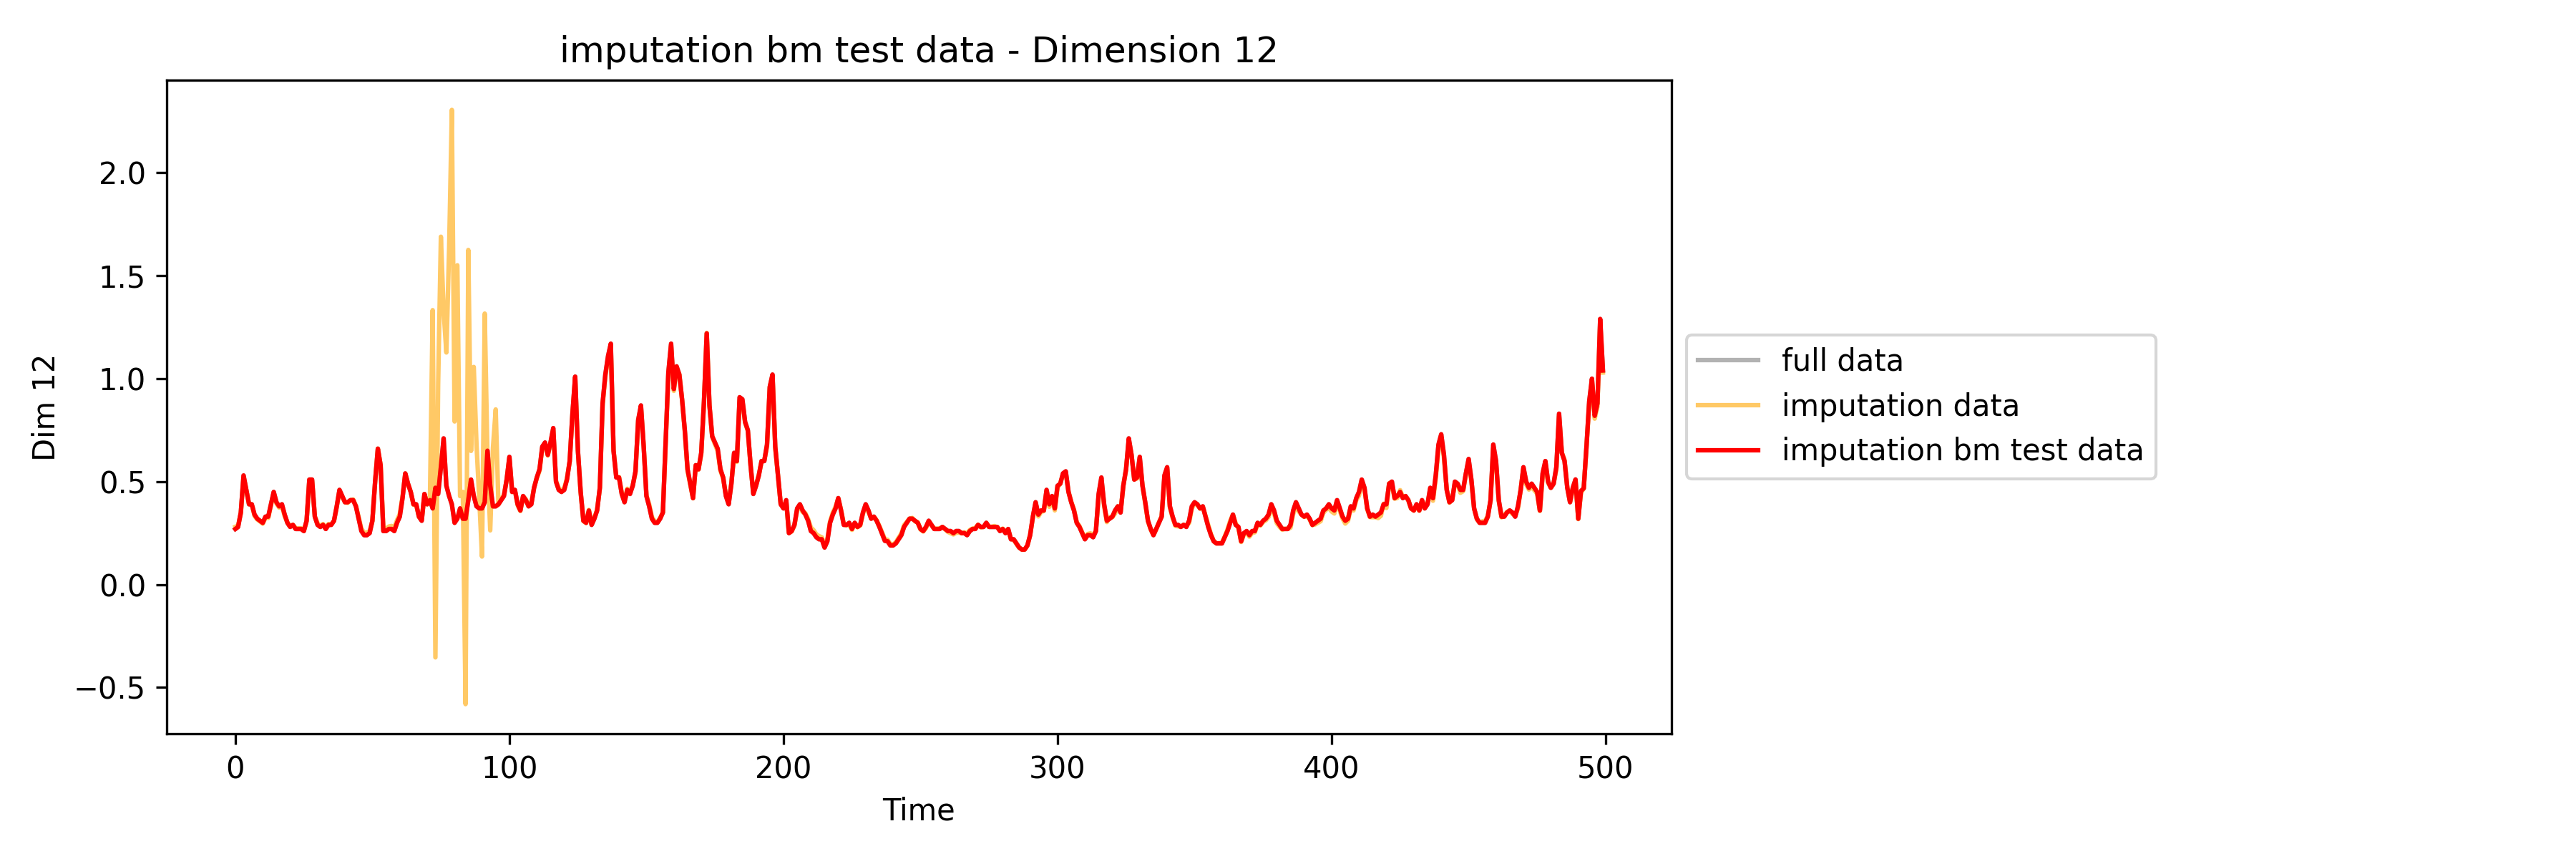 imputation bm test data - Dimension 12
2.0
1.5
1.0
0.5
0.0
−0.5
Dim 12
0 100 200 300 400 500
Time
full data
imputation data
imputation bm test data